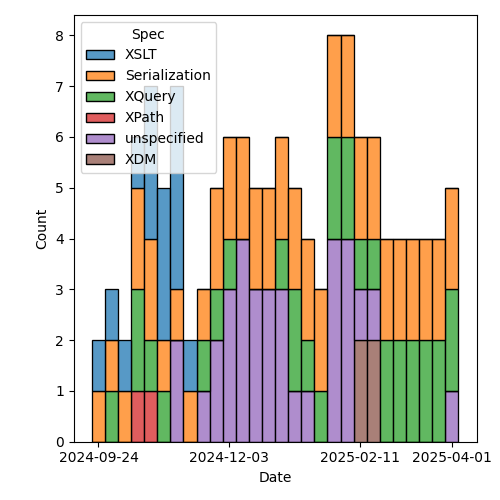 Spec
XSLT
Serialization
XQuery
XPath
unspecified
XDM
8
7
6
5
4
3
2
1
0
Count
2024-09-24 2024-12-03 2025-02-11 2025-04-01
Date